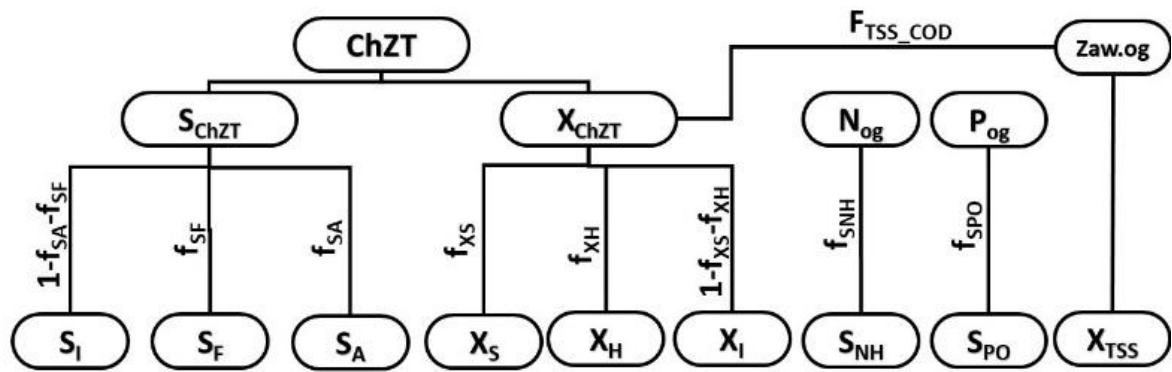 F_TSS_COD
ChZT
Zaw.og
S_ChZT
X_ChZT
N_og
P_og
1-f_SA-f_SF
f_SF
f_SA
f_XS
f_XH
1-f_XS-f_XH
f_SNH
f_SPO
S_I
S_F
S_A
X_S
X_H
X_I
S_NH
S_PO
X_TSS